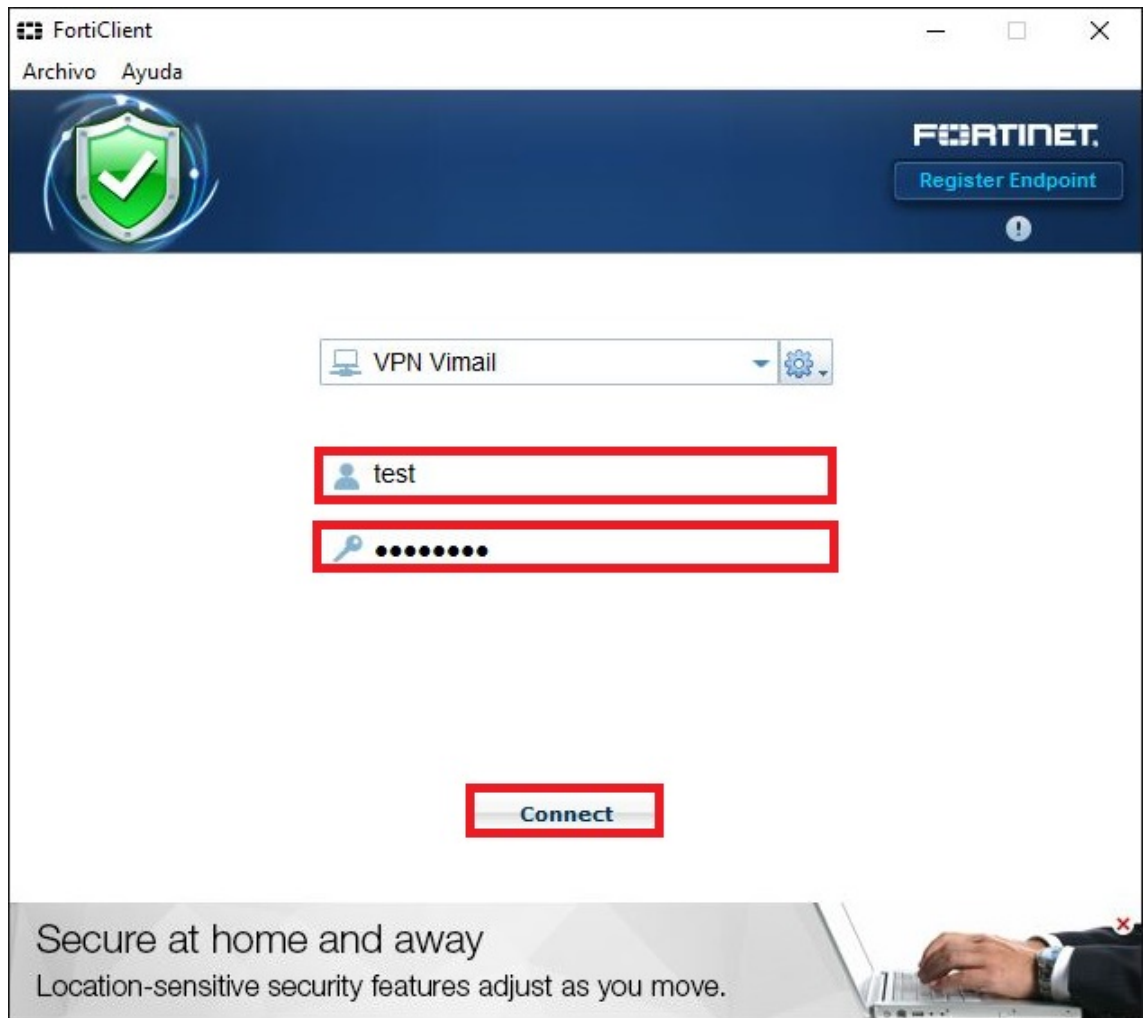 FortiClient
Archivo Ayuda
FORTINET
Register Endpoint
VPN Vimail
test
••••••••
Connect
Secure at home and away
Location-sensitive security features adjust as you move.